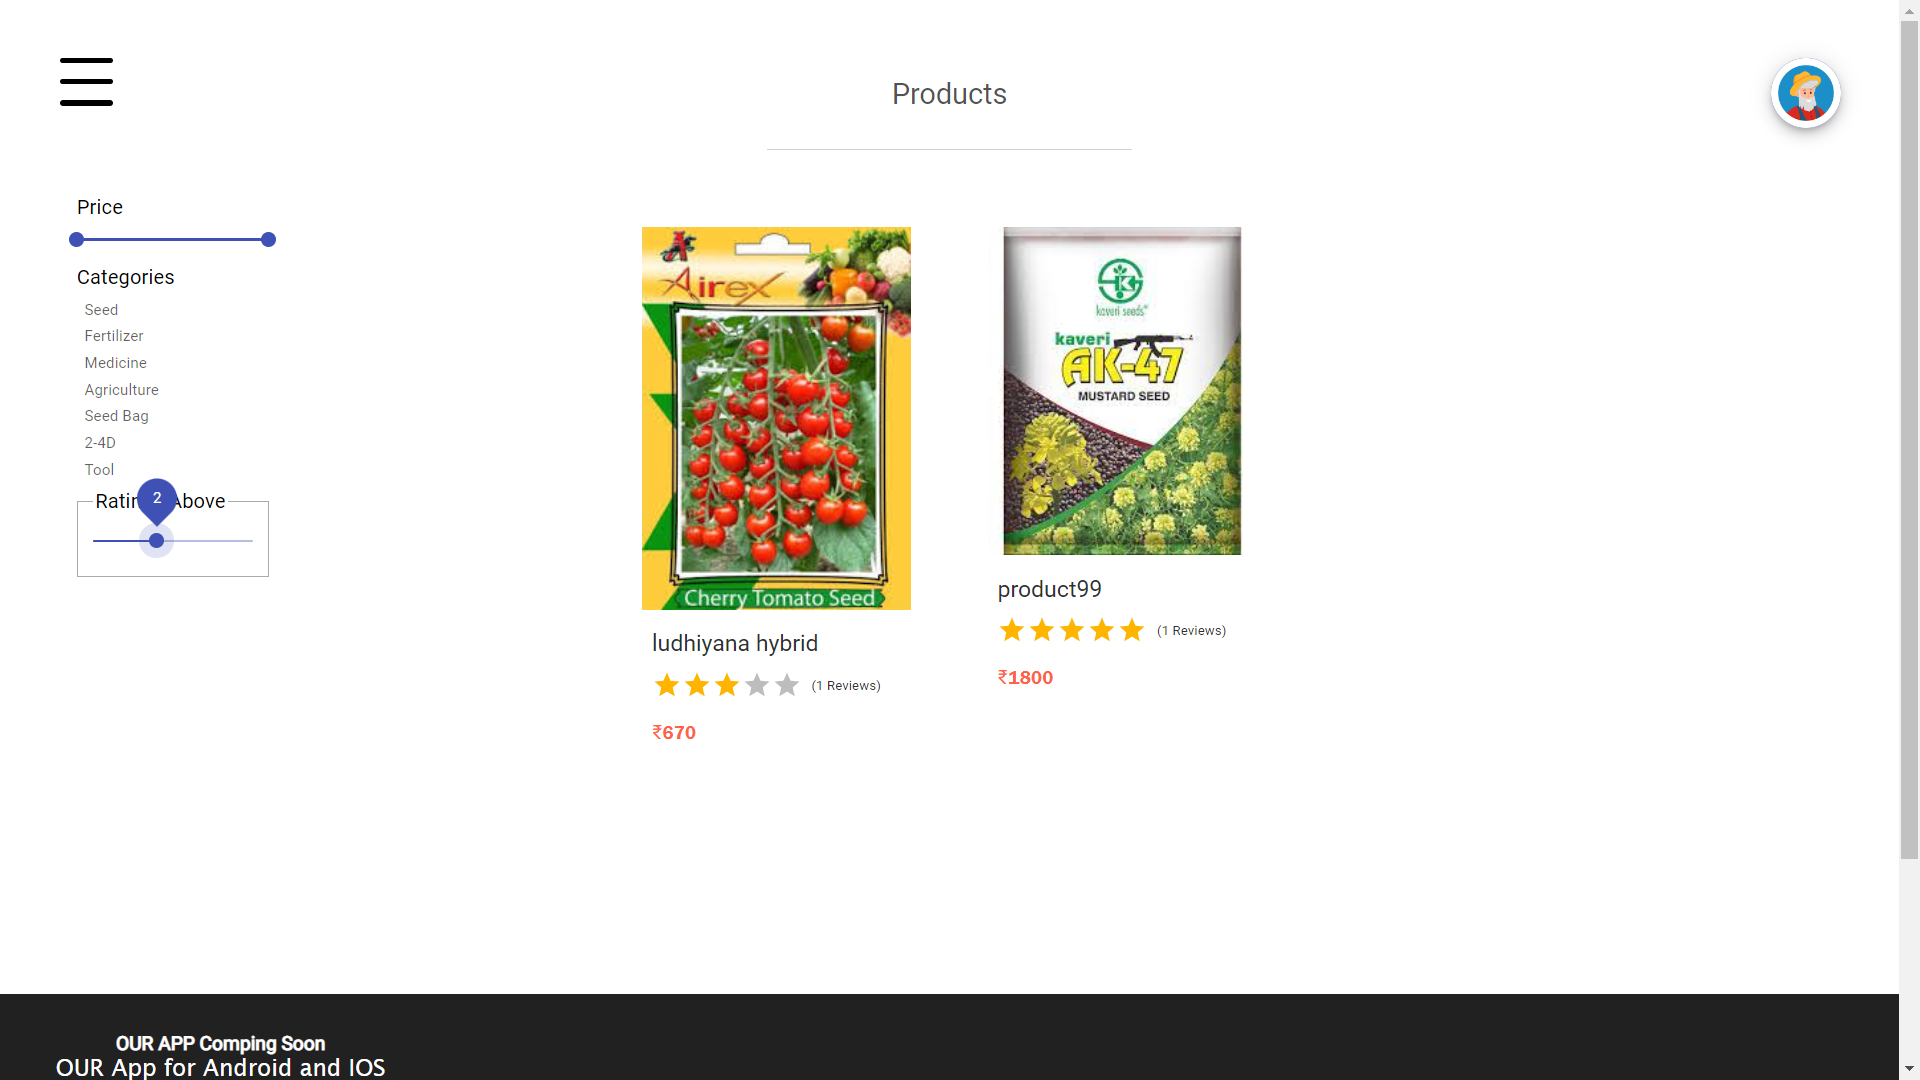 Products
Price
Categories
Seed
Fertilizer
Medicine
Agriculture
Seed Bag
2-4D
Tool
2
Above
Airex
Cherry Tomato Seed
ludhiyana hybrid
(1 Reviews)
₹670
kaveri seeds
kaveri
AK-47
MUSTARD SEED
product99
(1 Reviews)
₹1800
OUR APP Comping Soon
OUR App for Android and IOS